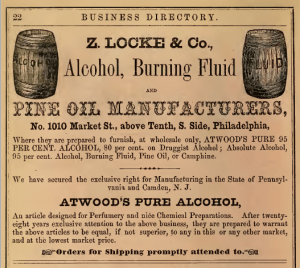 22 BUSINESS DIRECTORY.
Z. LOCKE & Co.,
ALCOHOL
FLUID
Alcohol, Burning Fluid
AND
PINE OIL MANUFACTURERS,
No. 1010 Market St., above Tenth, S. Side, Philadelphia,
Where they are prepared to furnish, at wholesale only, ATWOOD'S PURE 95
PER CENT. ALCOHOL, 80 per cent. or Druggist Alcohol; Absolute Alcohol,
95 per cent. Alcohol, Burning Fluid, Pine Oil, or Camphine.
We have secured the exclusive right for Manufacturing in the State of Pennsyl-
vania and Camden, N. J.
ATWOOD'S PURE ALCOHOL,
An article designed for Perfumery and nice Chemical Preparations. After twenty-
eight years exclusive attention to the above business, they are prepared to warrant
the above articles to be equal, if not superior, to any in this or any other market,
and at the lowest market price.
Orders for Shipping promptly attended to.